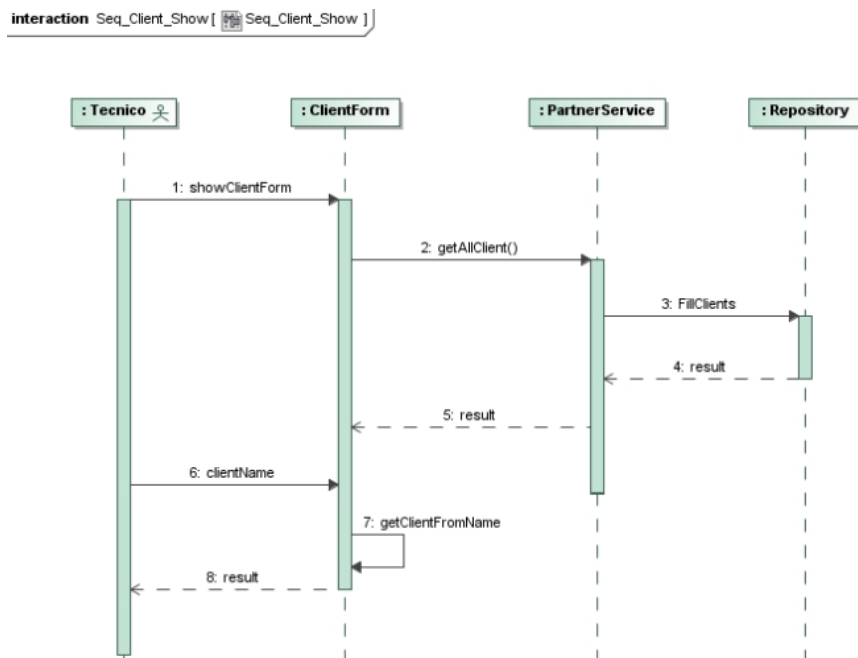 interaction Seq_Client_Show [ Seq_Client_Show ]
: Tecnico
: ClientForm
: PartnerService
: Repository
1: showClientForm
2: getAllClient()
3: FillClients
4: result
5: result
6: clientName
7: getClientFromName
8: result